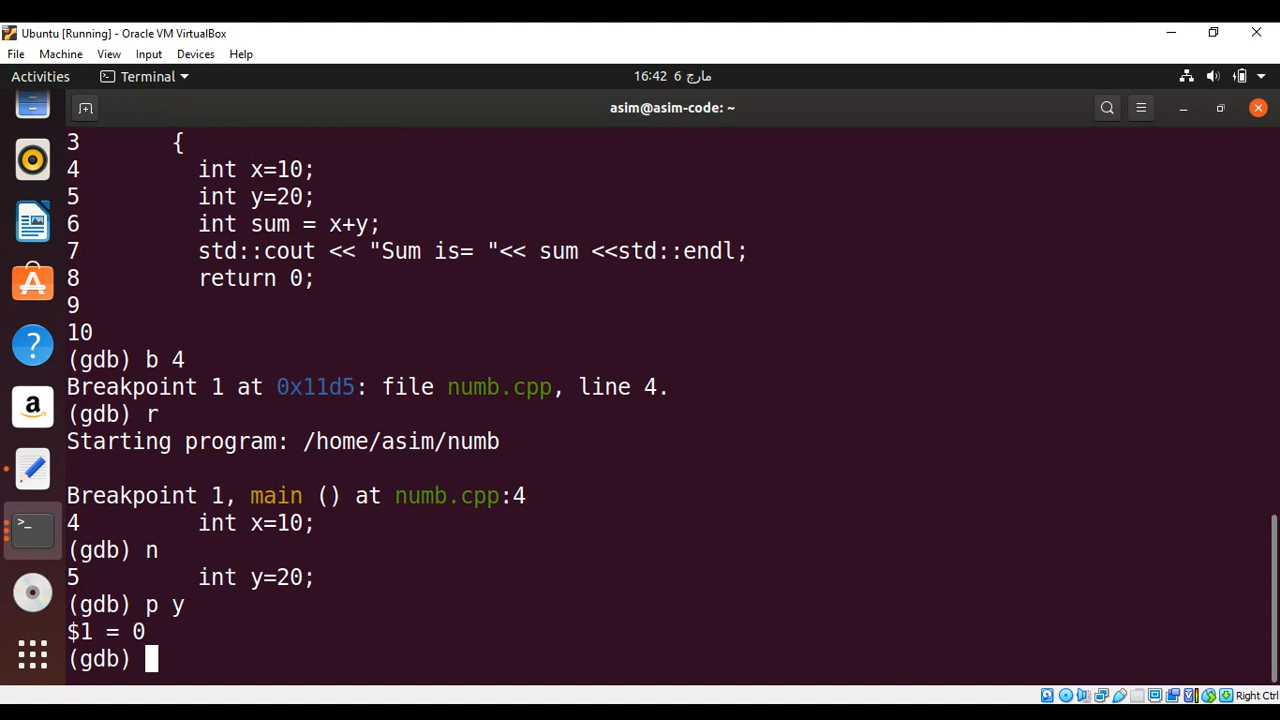 Ubuntu [Running] - Oracle VM VirtualBox
File Machine View Input Devices Help
Activities Terminal 16:42 6 مارچ
asim@asim-code: ~
3 {
4 int x=10;
5 int y=20;
6 int sum = x+y;
7 std::cout << "Sum is= "<< sum <<std::endl;
8 return 0;
9
10
(gdb) b 4
Breakpoint 1 at 0x11d5: file numb.cpp, line 4.
(gdb) r
Starting program: /home/asim/numb
Breakpoint 1, main () at numb.cpp:4
4 int x=10;
(gdb) n
5 int y=20;
(gdb) p y
$1 = 0
(gdb)
Right Ctrl